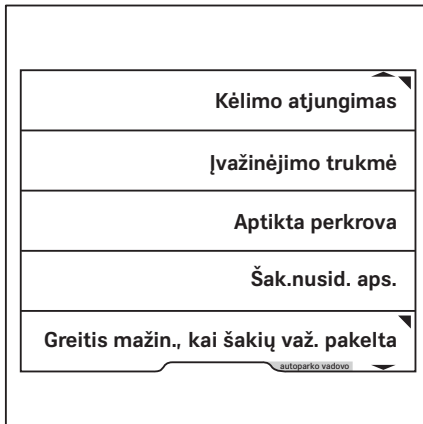 Kėlimo atjungimas
Įvažinėjimo trukmė
Aptikta perkrova
Šak.nusid. aps.
Greitis mažin., kai šakių važ. pakelta
autoparko vadovo